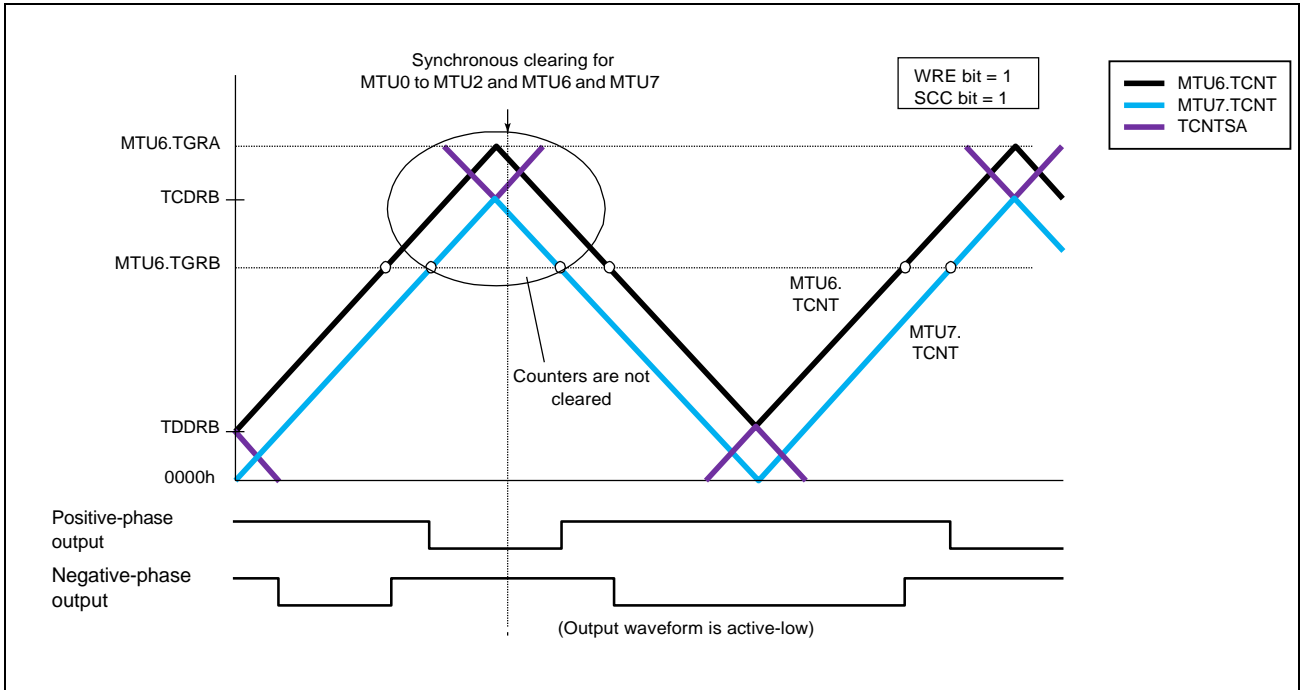 Synchronous clearing for
MTU0 to MTU2 and MTU6 and MTU7
WRE bit = 1
SCC bit = 1
MTU6.TCNT
MTU7.TCNT
TCNTSA
MTU6.TGRA
TCDRB
MTU6.TGRB
MTU6.
TCNT
MTU7.
TCNT
Counters are not
cleared
TDDRB
0000h
Positive-phase
output
Negative-phase
output
(Output waveform is active-low)